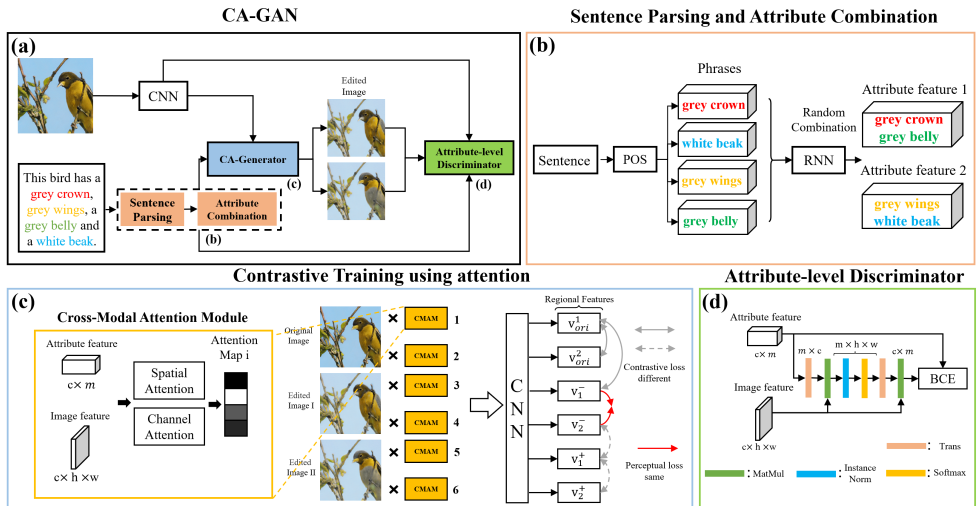 CA-GAN
(a)
CNN
Edited
Image
CA-Generator
(c)
Attribute-level
Discriminator
(d)
This bird has a
grey crown,
grey wings, a
grey belly and
a white beak.
Sentence
Parsing
Attribute
Combination
(b)
Sentence Parsing and Attribute Combination
(b)
Phrases
Sentence
POS
grey crown
white beak
grey wings
grey belly
Random
Combination
RNN
Attribute feature 1
grey crown
grey belly
Attribute feature 2
grey wings
white beak
Contrastive Training using attention
(c)
Cross-Modal Attention Module
Attribute feature
c× m
Image feature
c× h ×w
Spatial
Attention
Channel
Attention
Attention
Map i
Original
Image
Edited Image I
Edited
Image II
× CMAM 1
× CMAM 2
× CMAM 3
× CMAM 4
× CMAM 5
× CMAM 6
C
N
N
Regional Features
v¹ori
v²ori
v₁⁻
v₂⁻
v₁⁺
v₂⁺
Contrastive loss
different
Perceptual loss
same
Attribute-level Discriminator
(d)
Attribute feature
c× m
Image feature
c× h ×w
m × c
m × h × w
c × m
BCE
: Trans
: MatMul
: Instance
Norm
: Softmax